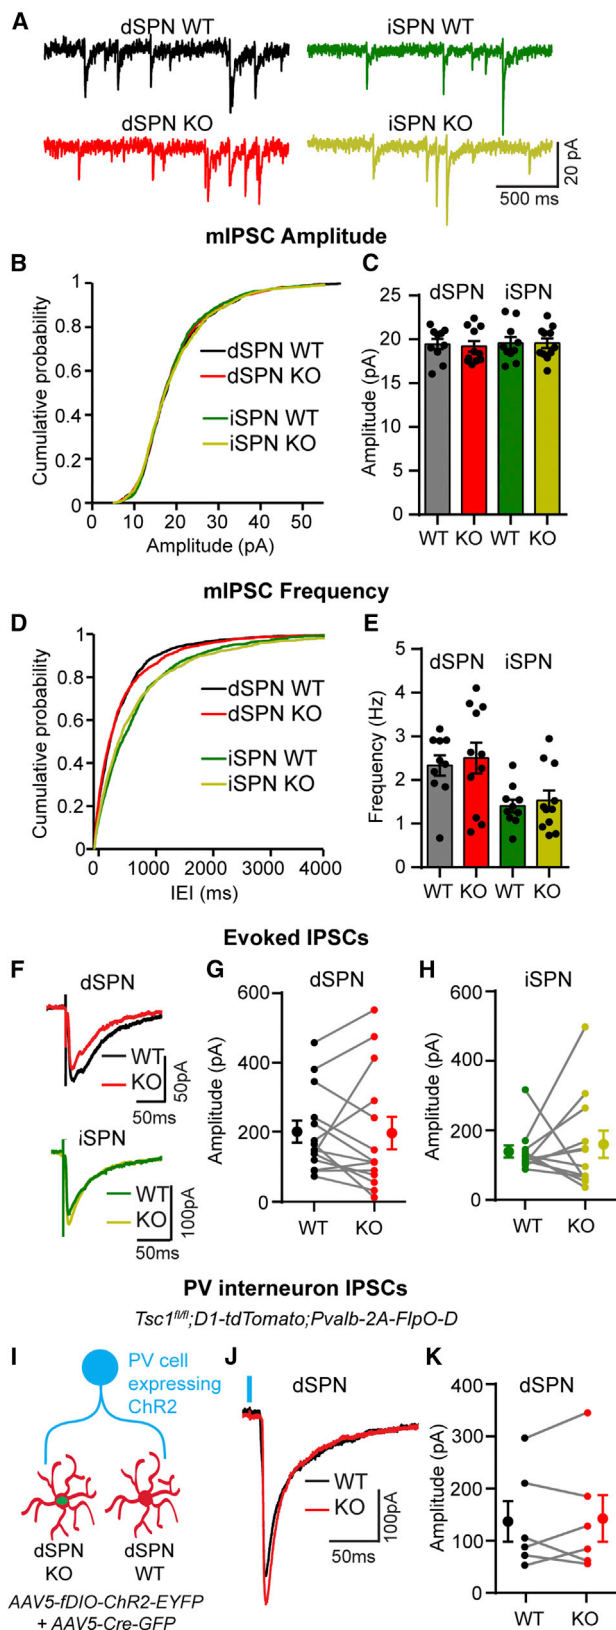 A
dSPN WT
iSPN WT
dSPN KO
iSPN KO
20 pA
500 ms
mIPSC Amplitude
B
Cumulative probability
1
0.8
0.6
0.4
0.2
0
dSPN WT
dSPN KO
iSPN WT
iSPN KO
0 10 20 30 40 50
Amplitude (pA)
C
dSPN iSPN
Amplitude (pA)
25
20
15
10
5
0
WT KO WT KO
mIPSC Frequency
D
Cumulative probability
1
0.8
0.6
0.4
0.2
0
dSPN WT
dSPN KO
iSPN WT
iSPN KO
0 1000 2000 3000 4000
IEI (ms)
E
dSPN iSPN
Frequency (Hz)
5
4
3
2
1
0
WT KO WT KO
Evoked IPSCs
F
dSPN
WT
KO
50pA
50ms
iSPN
WT
KO
100pA
50ms
G
dSPN
Amplitude (pA)
600
400
200
0
WT KO
H
iSPN
Amplitude (pA)
600
400
200
0
WT KO
PV interneuron IPSCs
Tsc1fl/fl;D1-tdTomato;Pvalb-2A-FlpO-D
I
PV cell
expressing
ChR2
dSPN dSPN
KO WT
AAV5-fDIO-ChR2-EYFP
+ AAV5-Cre-GFP
J
dSPN
WT
KO
100pA
50ms
K
dSPN
Amplitude (pA)
400
300
200
100
0
WT KO